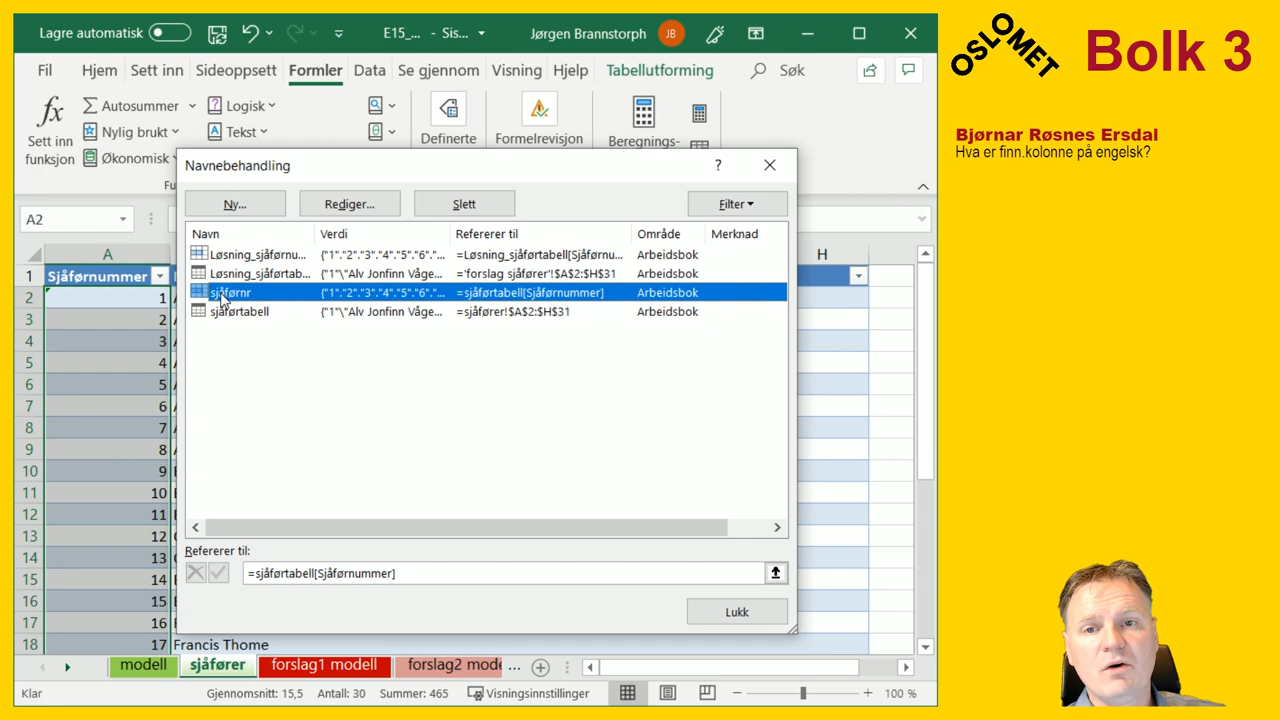 Lagre automatisk
E15_... - Sis...
Jørgen Brannstorph
JB
OSLOMET
Bolk 3
Fil Hjem Sett inn Sideoppsett Formler Data Se gjennom Visning Hjelp Tabellutforming Søk
Sett inn
funksjon
Autosummer
Nylig brukt
Økonomisk
Logisk
Tekst
Definerte
Formelrevisjon
Beregnings-
Fu
Bjørnar Røsnes Ersdal
Hva er finn.kolonne på engelsk?
Navnebehandling
?
Ny... Rediger... Slett Filter
A2
Navn Verdi Refererer til Område Merknad
Løsning_sjåførnu... {"1"."2"."3"."4"."5"."6"."... =Løsning_sjåførtabell[Sjåførnu... Arbeidsbok
Løsning_sjåførtab... {"1"\"Alv Jonfinn Våge... ='forslag sjåfører'!$A$2:$H$31 Arbeidsbok
sjåførnr {"1"."2"."3"."4"."5"."6"."... =sjåførtabell[Sjåførnummer] Arbeidsbok
sjåførtabell {"1"\"Alv Jonfinn Våge... =sjåfører!$A$2:$H$31 Arbeidsbok
A H
1 Sjåførnummer
2 1 A
3 2 A
4 3 A
5 4 A
6 5 A
7 6 A
8 7 A
9 8 A
10 9 B
11 10 B
12 11 B
13 12
14 13
15 14
16 15
17 16
18 17 Francis Thome
Refererer til:
=sjåførtabell[Sjåførnummer]
Lukk
modell sjåfører forslag1 modell forslag2 mode ...
Klar Gjennomsnitt: 15,5 Antall: 30 Summer: 465 Visningsinnstillinger 100 %